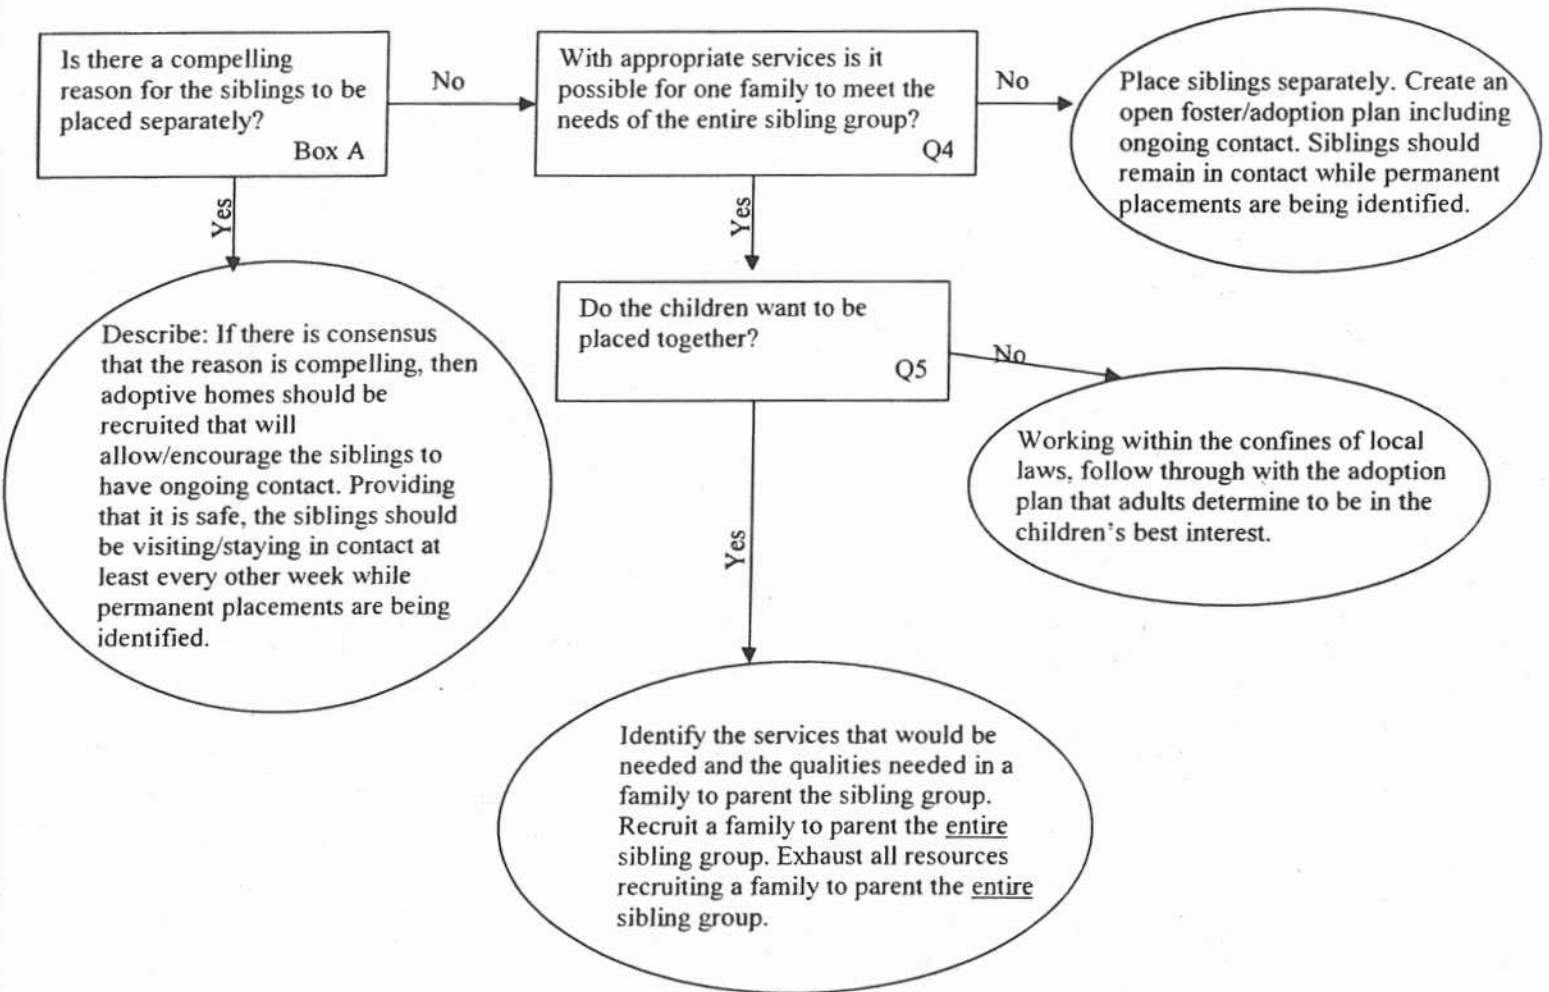 Is there a compelling
reason for the siblings to be
placed separately?
Box A
No
With appropriate services is it
possible for one family to meet the
needs of the entire sibling group?
Q4
No
Place siblings separately. Create an
open foster/adoption plan including
ongoing contact. Siblings should
remain in contact while permanent
placements are being identified.
Yes
Yes
Describe: If there is consensus
that the reason is compelling, then
adoptive homes should be
recruited that will
allow/encourage the siblings to
have ongoing contact. Providing
that it is safe, the siblings should
be visiting/staying in contact at
least every other week while
permanent placements are being
identified.
Do the children want to be
placed together?
Q5
No
Working within the confines of local
laws, follow through with the adoption
plan that adults determine to be in the
children's best interest.
Yes
Identify the services that would be
needed and the qualities needed in a
family to parent the sibling group.
Recruit a family to parent the entire
sibling group. Exhaust all resources
recruiting a family to parent the entire
sibling group.